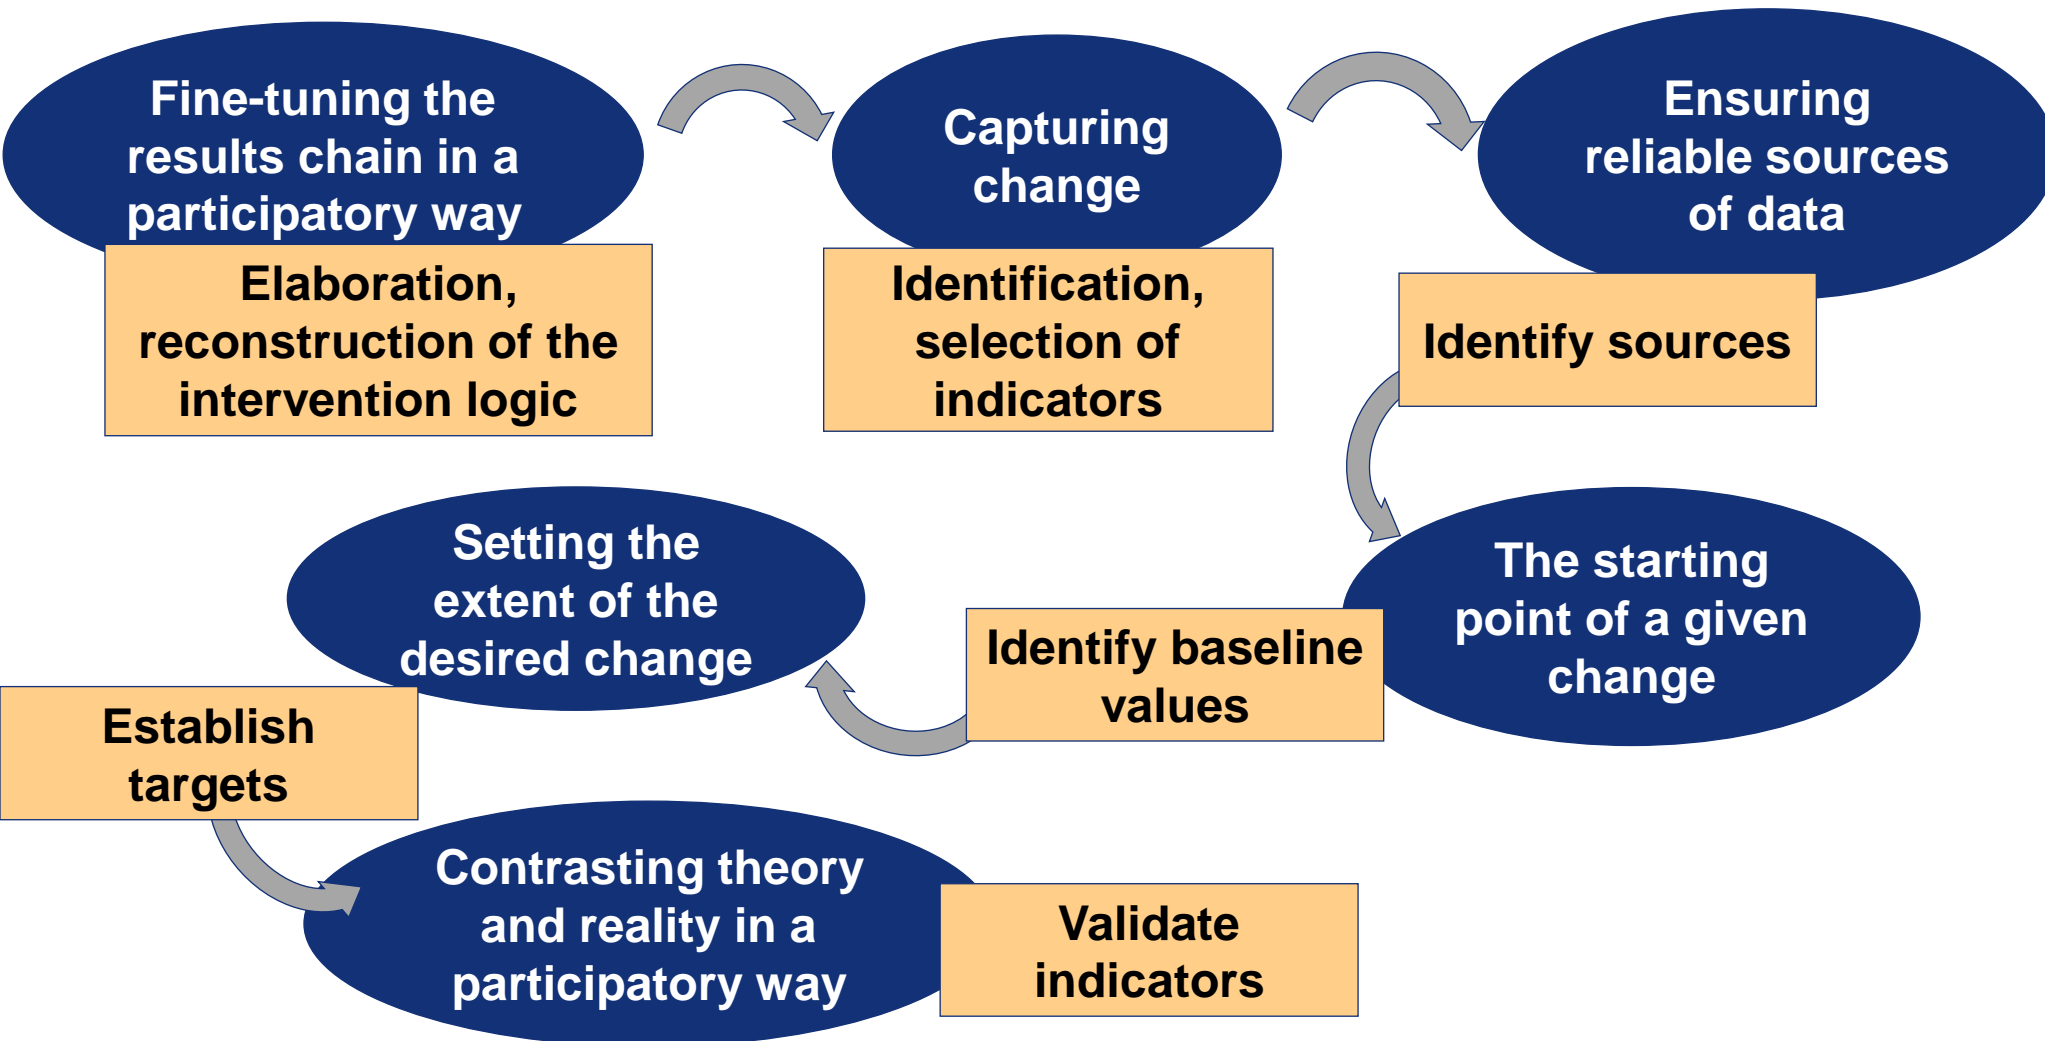 Fine-tuning the
results chain in a
participatory way
Elaboration,
reconstruction of the
intervention logic
Capturing
change
Identification,
selection of
indicators
Ensuring
reliable sources
of data
Identify sources
The starting
point of a given
change
Identify baseline
values
Setting the
extent of the
desired change
Establish
targets
Contrasting theory
and reality in a
participatory way
Validate
indicators